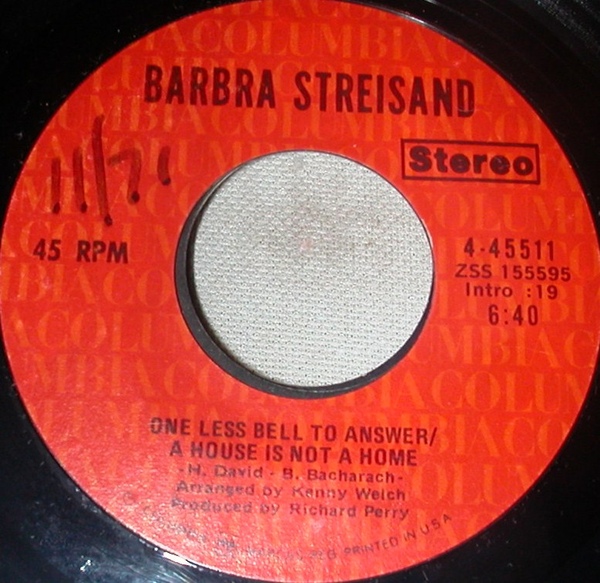 BARBRA STREISAND
Stereo
11/71
45 RPM
4-45511
ZSS 155595
Intro :19
6:40
ONE LESS BELL TO ANSWER/
A HOUSE IS NOT A HOME
-H. David - B. Bacharach-
Arranged by Kenny Welch
Produced by Richard Perry
PRINTED IN U.S.A.
COLUMBIA